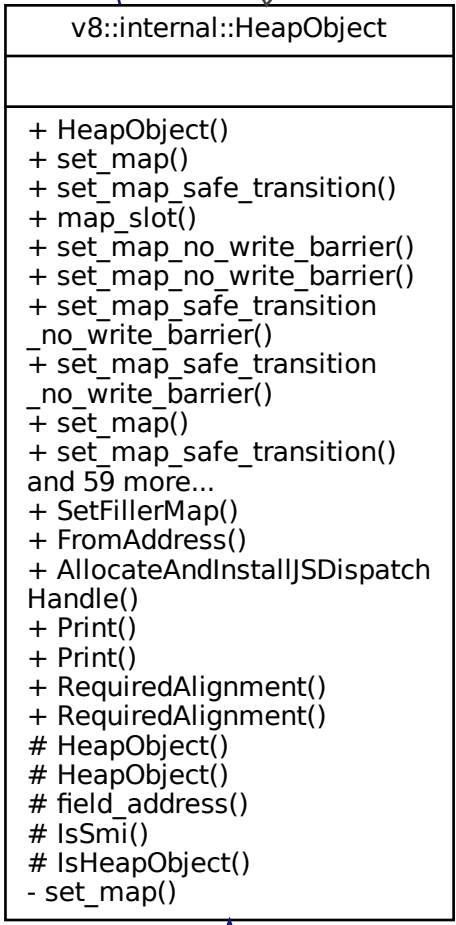 v8::internal::HeapObject
+ HeapObject()
+ set_map()
+ set_map_safe_transition()
+ map_slot()
+ set_map_no_write_barrier()
+ set_map_no_write_barrier()
+ set_map_safe_transition
_no_write_barrier()
+ set_map_safe_transition
_no_write_barrier()
+ set_map()
+ set_map_safe_transition()
and 59 more...
+ SetFillerMap()
+ FromAddress()
+ AllocateAndInstallJSDispatch
Handle()
+ Print()
+ Print()
+ RequiredAlignment()
+ RequiredAlignment()
# HeapObject()
# HeapObject()
# field_address()
# IsSmi()
# IsHeapObject()
- set_map()